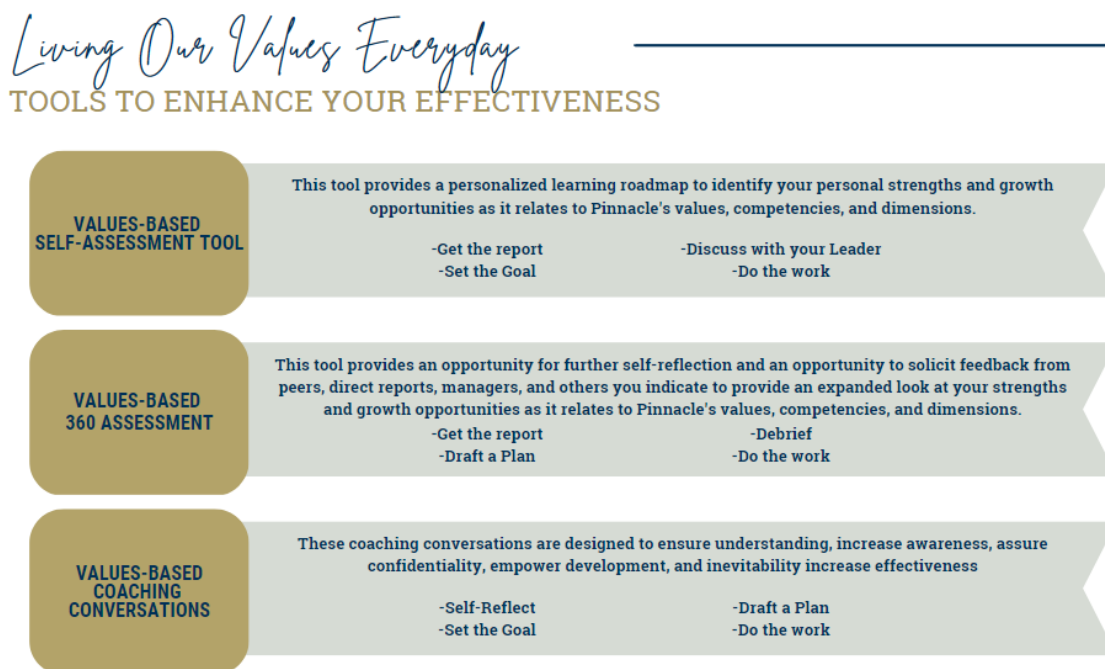 Living Our Values Everyday
TOOLS TO ENHANCE YOUR EFFECTIVENESS
VALUES-BASED
SELF-ASSESSMENT TOOL
This tool provides a personalized learning roadmap to identify your personal strengths and growth
opportunities as it relates to Pinnacle's values, competencies, and dimensions.
-Get the report
-Set the Goal
-Discuss with your Leader
-Do the work
VALUES-BASED
360 ASSESSMENT
This tool provides an opportunity for further self-reflection and an opportunity to solicit feedback from
peers, direct reports, managers, and others you indicate to provide an expanded look at your strengths
and growth opportunities as it relates to Pinnacle's values, competencies, and dimensions.
-Get the report
-Draft a Plan
-Debrief
-Do the work
VALUES-BASED
COACHING
CONVERSATIONS
These coaching conversations are designed to ensure understanding, increase awareness, assure
confidentiality, empower development, and inevitability increase effectiveness
-Self-Reflect
-Set the Goal
-Draft a Plan
-Do the work